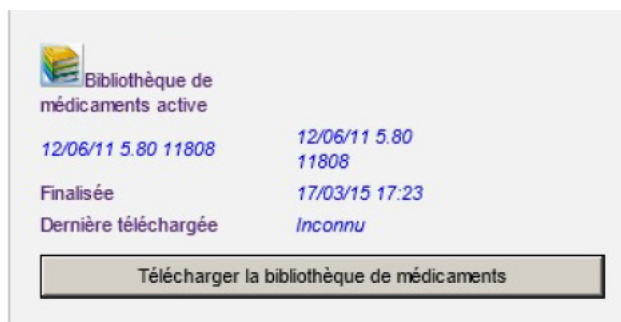 Bibliothèque de
médicaments active
12/06/11 5.80 11808
12/06/11 5.80
11808
Finalisée 17/03/15 17:23
Dernière téléchargée Inconnu
Télécharger la bibliothèque de médicaments